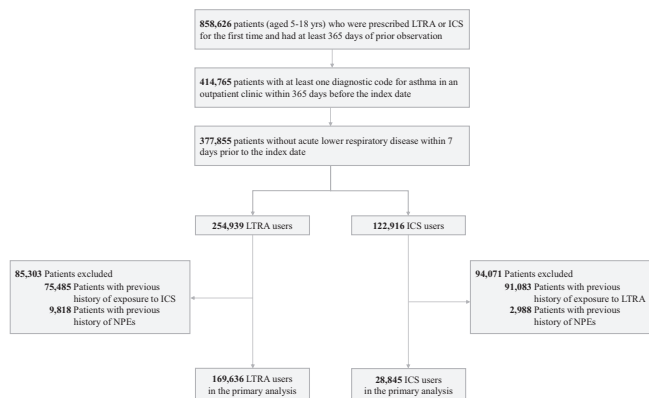 858,626 patients (aged 5-18 yrs) who were prescribed LTRA or ICS
for the first time and had at least 365 days of prior observation
414,765 patients with at least one diagnostic code for asthma in an
outpatient clinic within 365 days before the index date
377,855 patients without acute lower respiratory disease within 7
days prior to the index date
254,939 LTRA users
122,916 ICS users
85,303 Patients excluded
75,485 Patients with previous
history of exposure to ICS
9,818 Patients with previous
history of NPEs
94,071 Patients excluded
91,083 Patients with previous
history of exposure to LTRA
2,988 Patients with previous
history of NPEs
169,636 LTRA users
in the primary analysis
28,845 ICS users
in the primary analysis